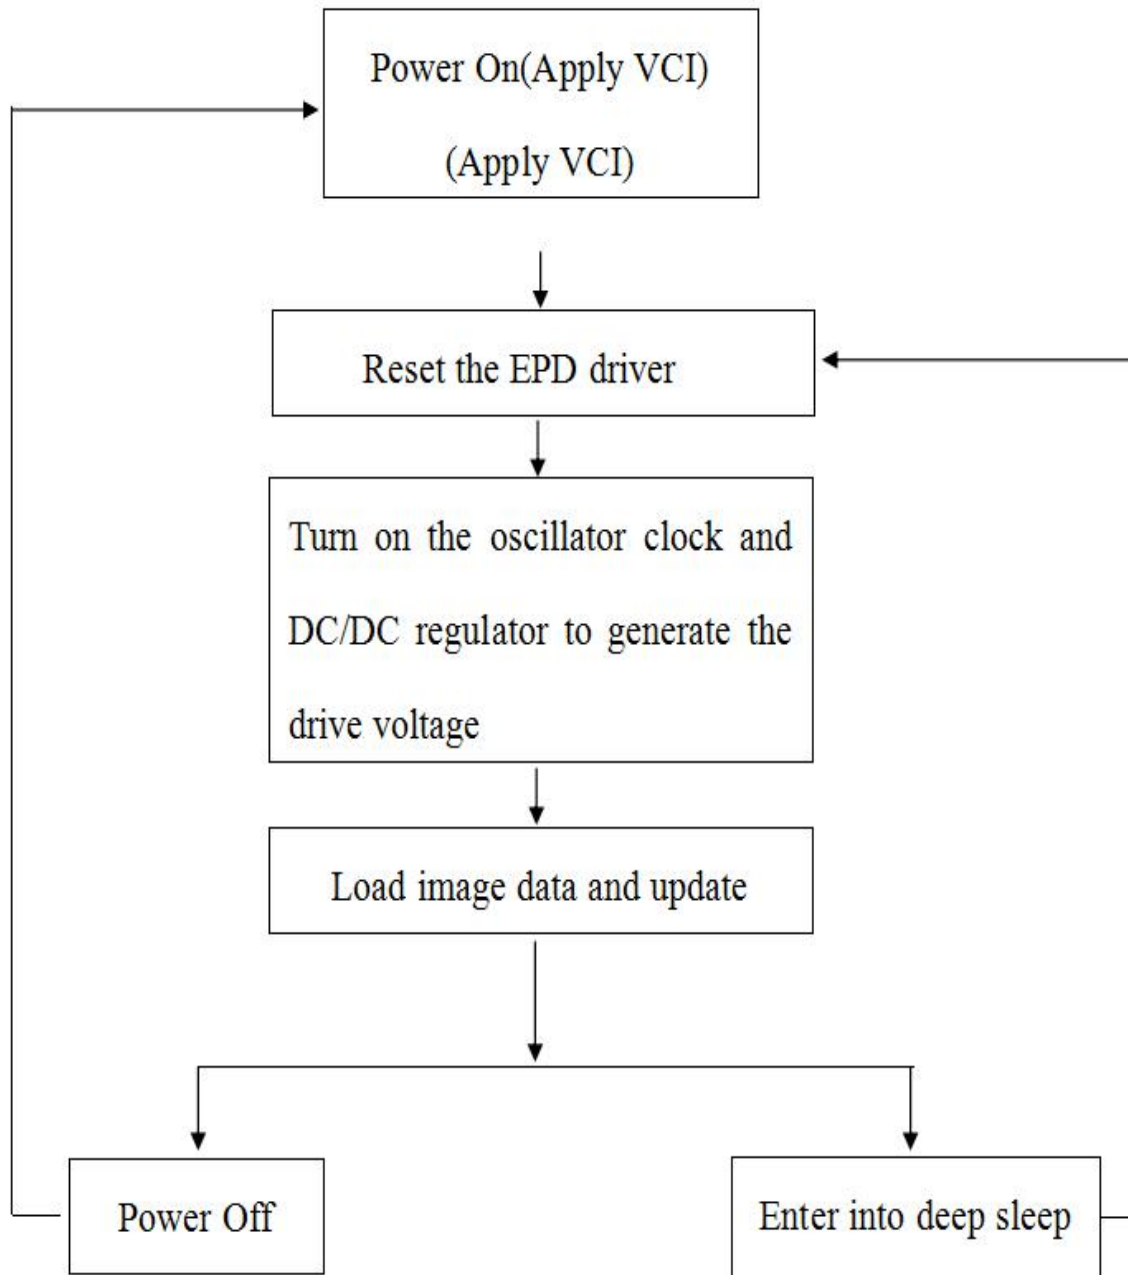 Power On(Apply VCI)
(Apply VCI)
Reset the EPD driver
Turn on the oscillator clock and
DC/DC regulator to generate the
drive voltage
Load image data and update
Power Off
Enter into deep sleep